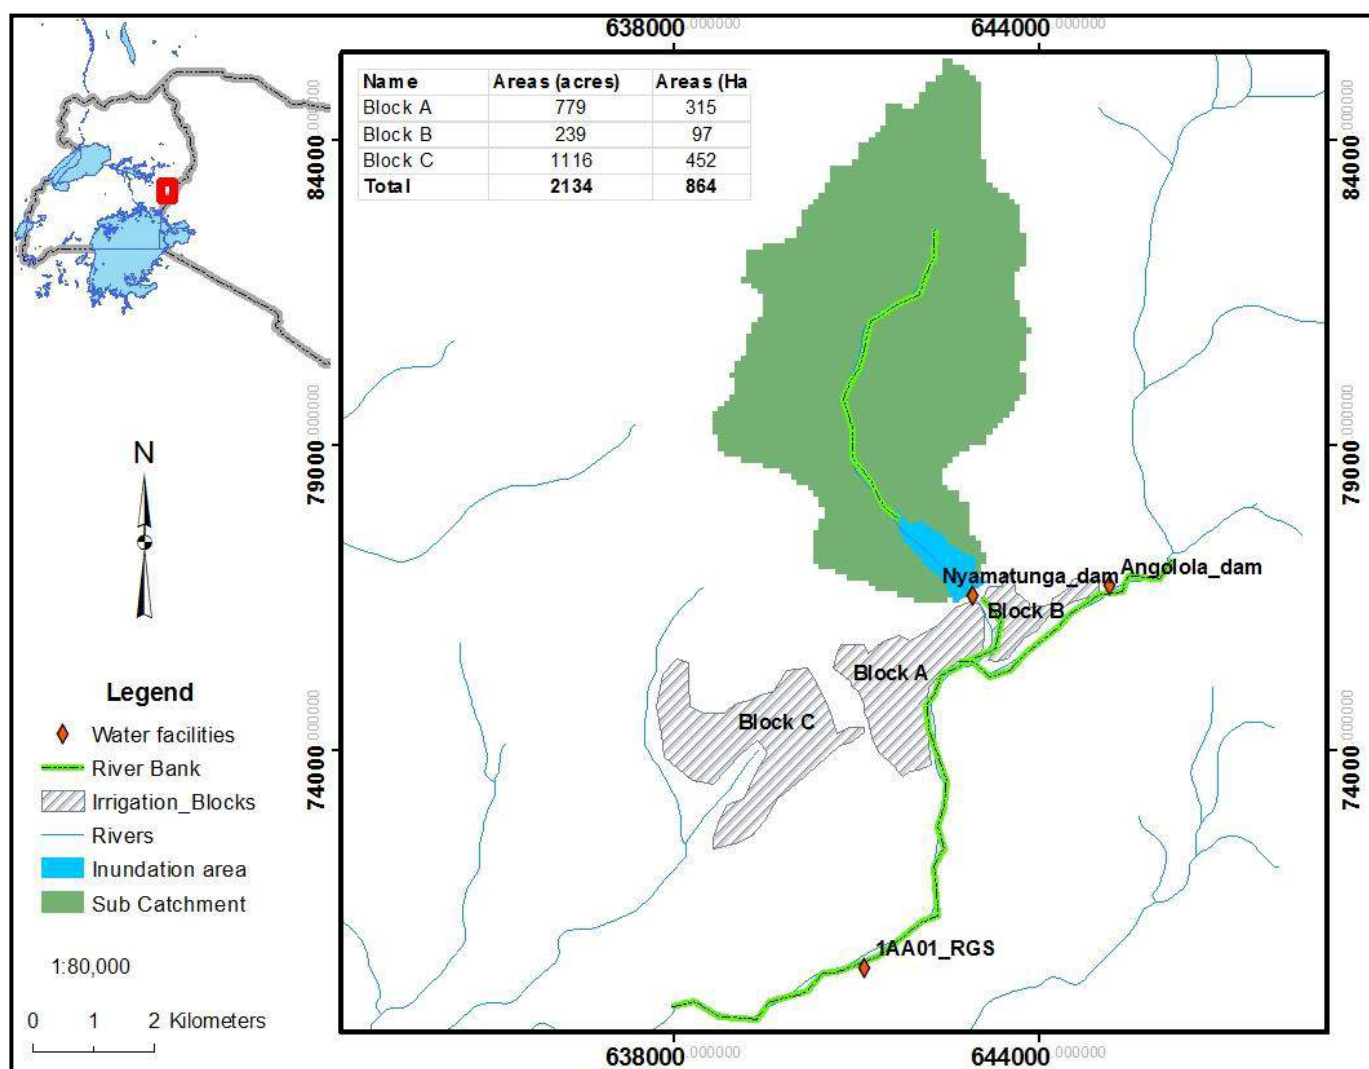 638000.000000 644000.000000
Name Areas (acres) Areas (Ha
Block A 779 315
Block B 239 97
Block C 1116 452
Total 2134 864
84000.000000 84000.000000
79000.000000 79000.000000
74000.000000 74000.000000
N
Nyamatunga_dam Angolola_dam
Block B
Block A
Block C
1AA01_RGS
Legend
Water facilities
River Bank
Irrigation_Blocks
Rivers
Inundation area
Sub Catchment
1:80,000
0 1 2 Kilometers
638000.000000 644000.000000